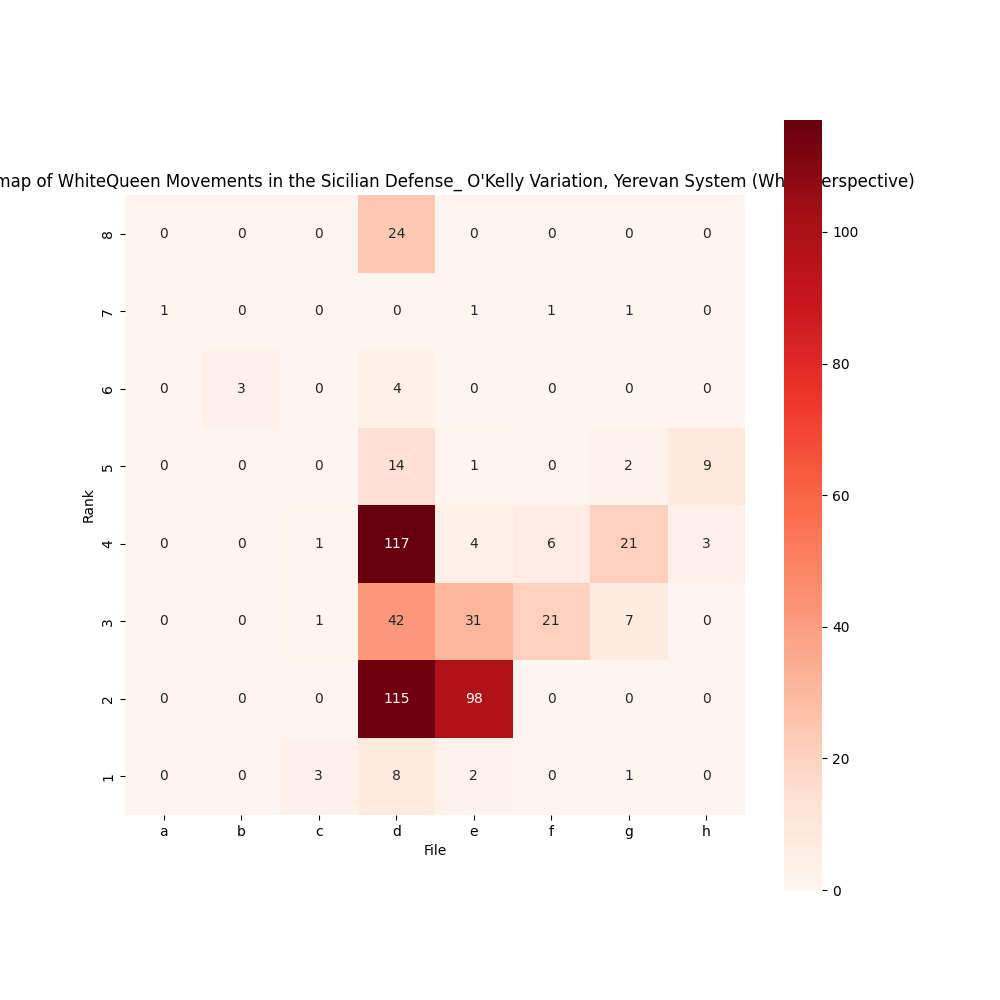 map of WhiteQueen Movements in the Sicilian Defense_ O'Kelly Variation, Yerevan System (Wh erspective)
8 0 0 0 24 0 0 0 0
7 1 0 0 0 1 1 1 0
6 0 3 0 4 0 0 0 0
5 0 0 0 14 1 0 2 9
4 0 0 1 117 4 6 21 3
3 0 0 1 42 31 21 7 0
2 0 0 0 115 98 0 0 0
1 0 0 3 8 2 0 1 0
a b c d e f g h
File
Rank
100
80
60
40
20
0